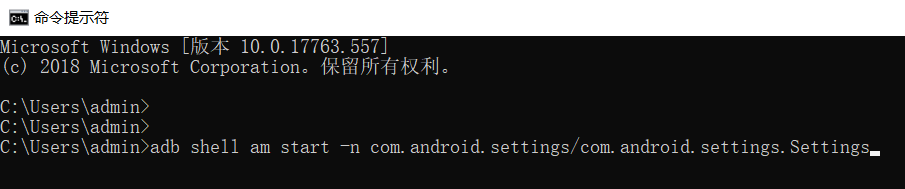 命令提示符
Microsoft Windows [版本 10.0.17763.557]
(c) 2018 Microsoft Corporation。保留所有权利。
C:\Users\admin>
C:\Users\admin>
C:\Users\admin>adb shell am start -n com.android.settings/com.android.settings.Settings